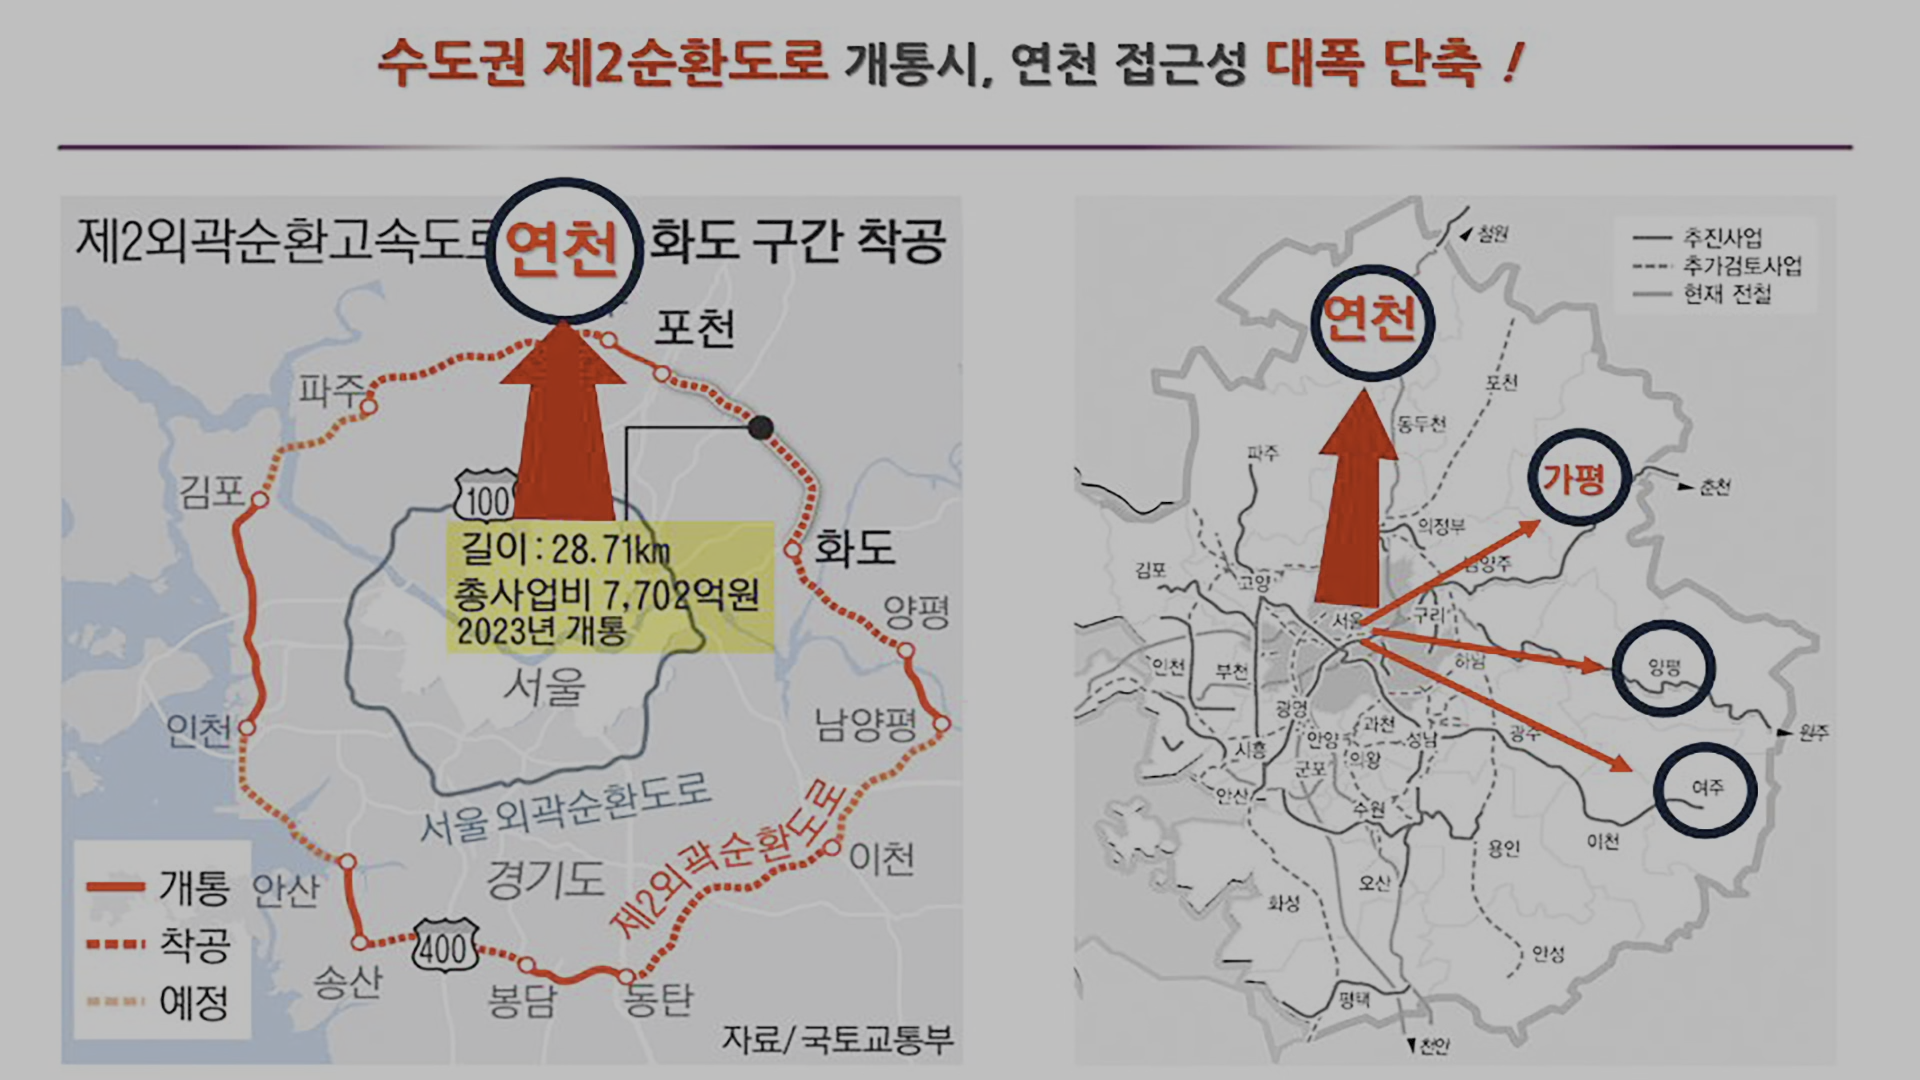 수도권 제2순환도로 개통시, 연천 접근성 대폭 단축 !
제2외곽순환고속도로 화도 구간 착공
연천
포천
파주
김포
100
길이 : 28.71km
총사업비 7,702억원
2023년 개통
화도
양평
서울
남양평
인천
서울외곽순환도로
경기도
제2외곽순환도로
이천
개통
착공
예정
안산
400
송산
봉담
동탄
자료/국토교통부
철원
추진사업
추가검토사업
현재 전철
연천
포천
동두천
파주
가평
춘천
의정부
남양주
김포
고양
서울
구리
인천
부천
하남
양평
광명
과천
광주
원주
시흥
안양
성남
의왕
군포
안산
수원
여주
용인
이천
오산
화성
안성
평택
천안